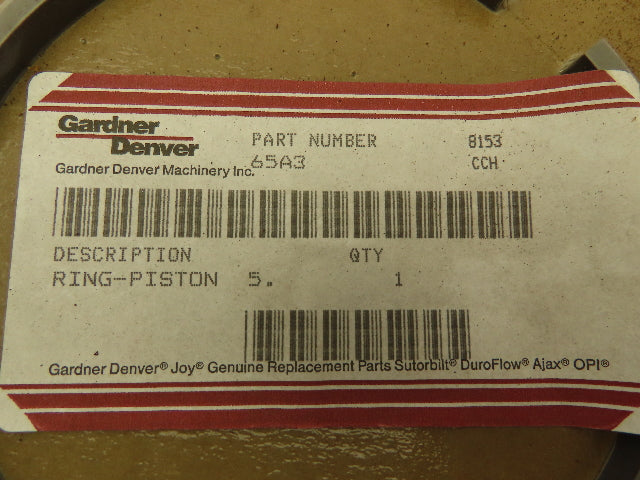 Gardner
Denver
PART NUMBER 8153
Gardner Denver Machinery Inc. 65A3 CCH
DESCRIPTION QTY
RING-PISTON 5. 1
Gardner Denver® Joy® Genuine Replacement Parts Sutorbilt® DuroFlow® Ajax® OPI®